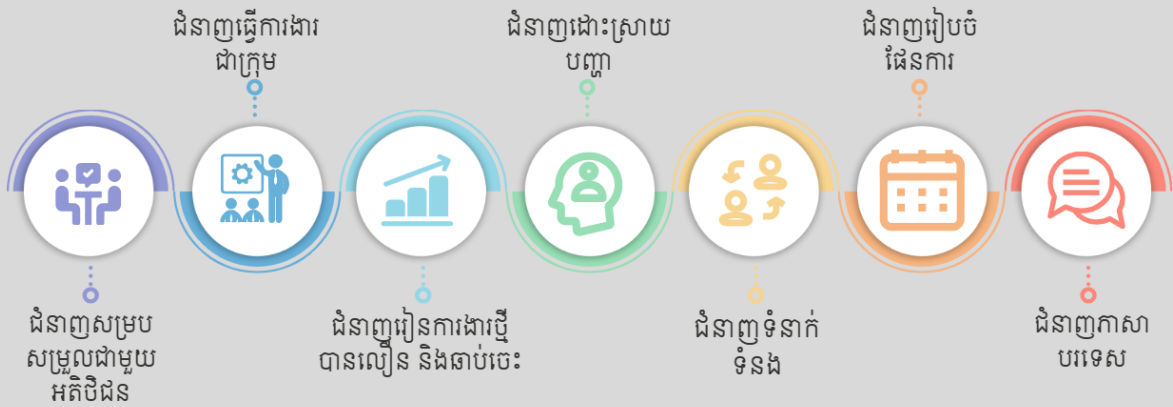 ជំនាញធ្វើការងារ
ជាក្រុម
ជំនាញដោះស្រាយ
បញ្ហា
ជំនាញរៀបចំ
ផែនការ
ជំនាញសម្រប
សម្រួលជាមួយ
អតិថិជន
ជំនាញរៀនការងារថ្មី
បានលឿន និងឆាប់ចេះ
ជំនាញទំនាក់
ទំនង
ជំនាញភាសា
បរទេស